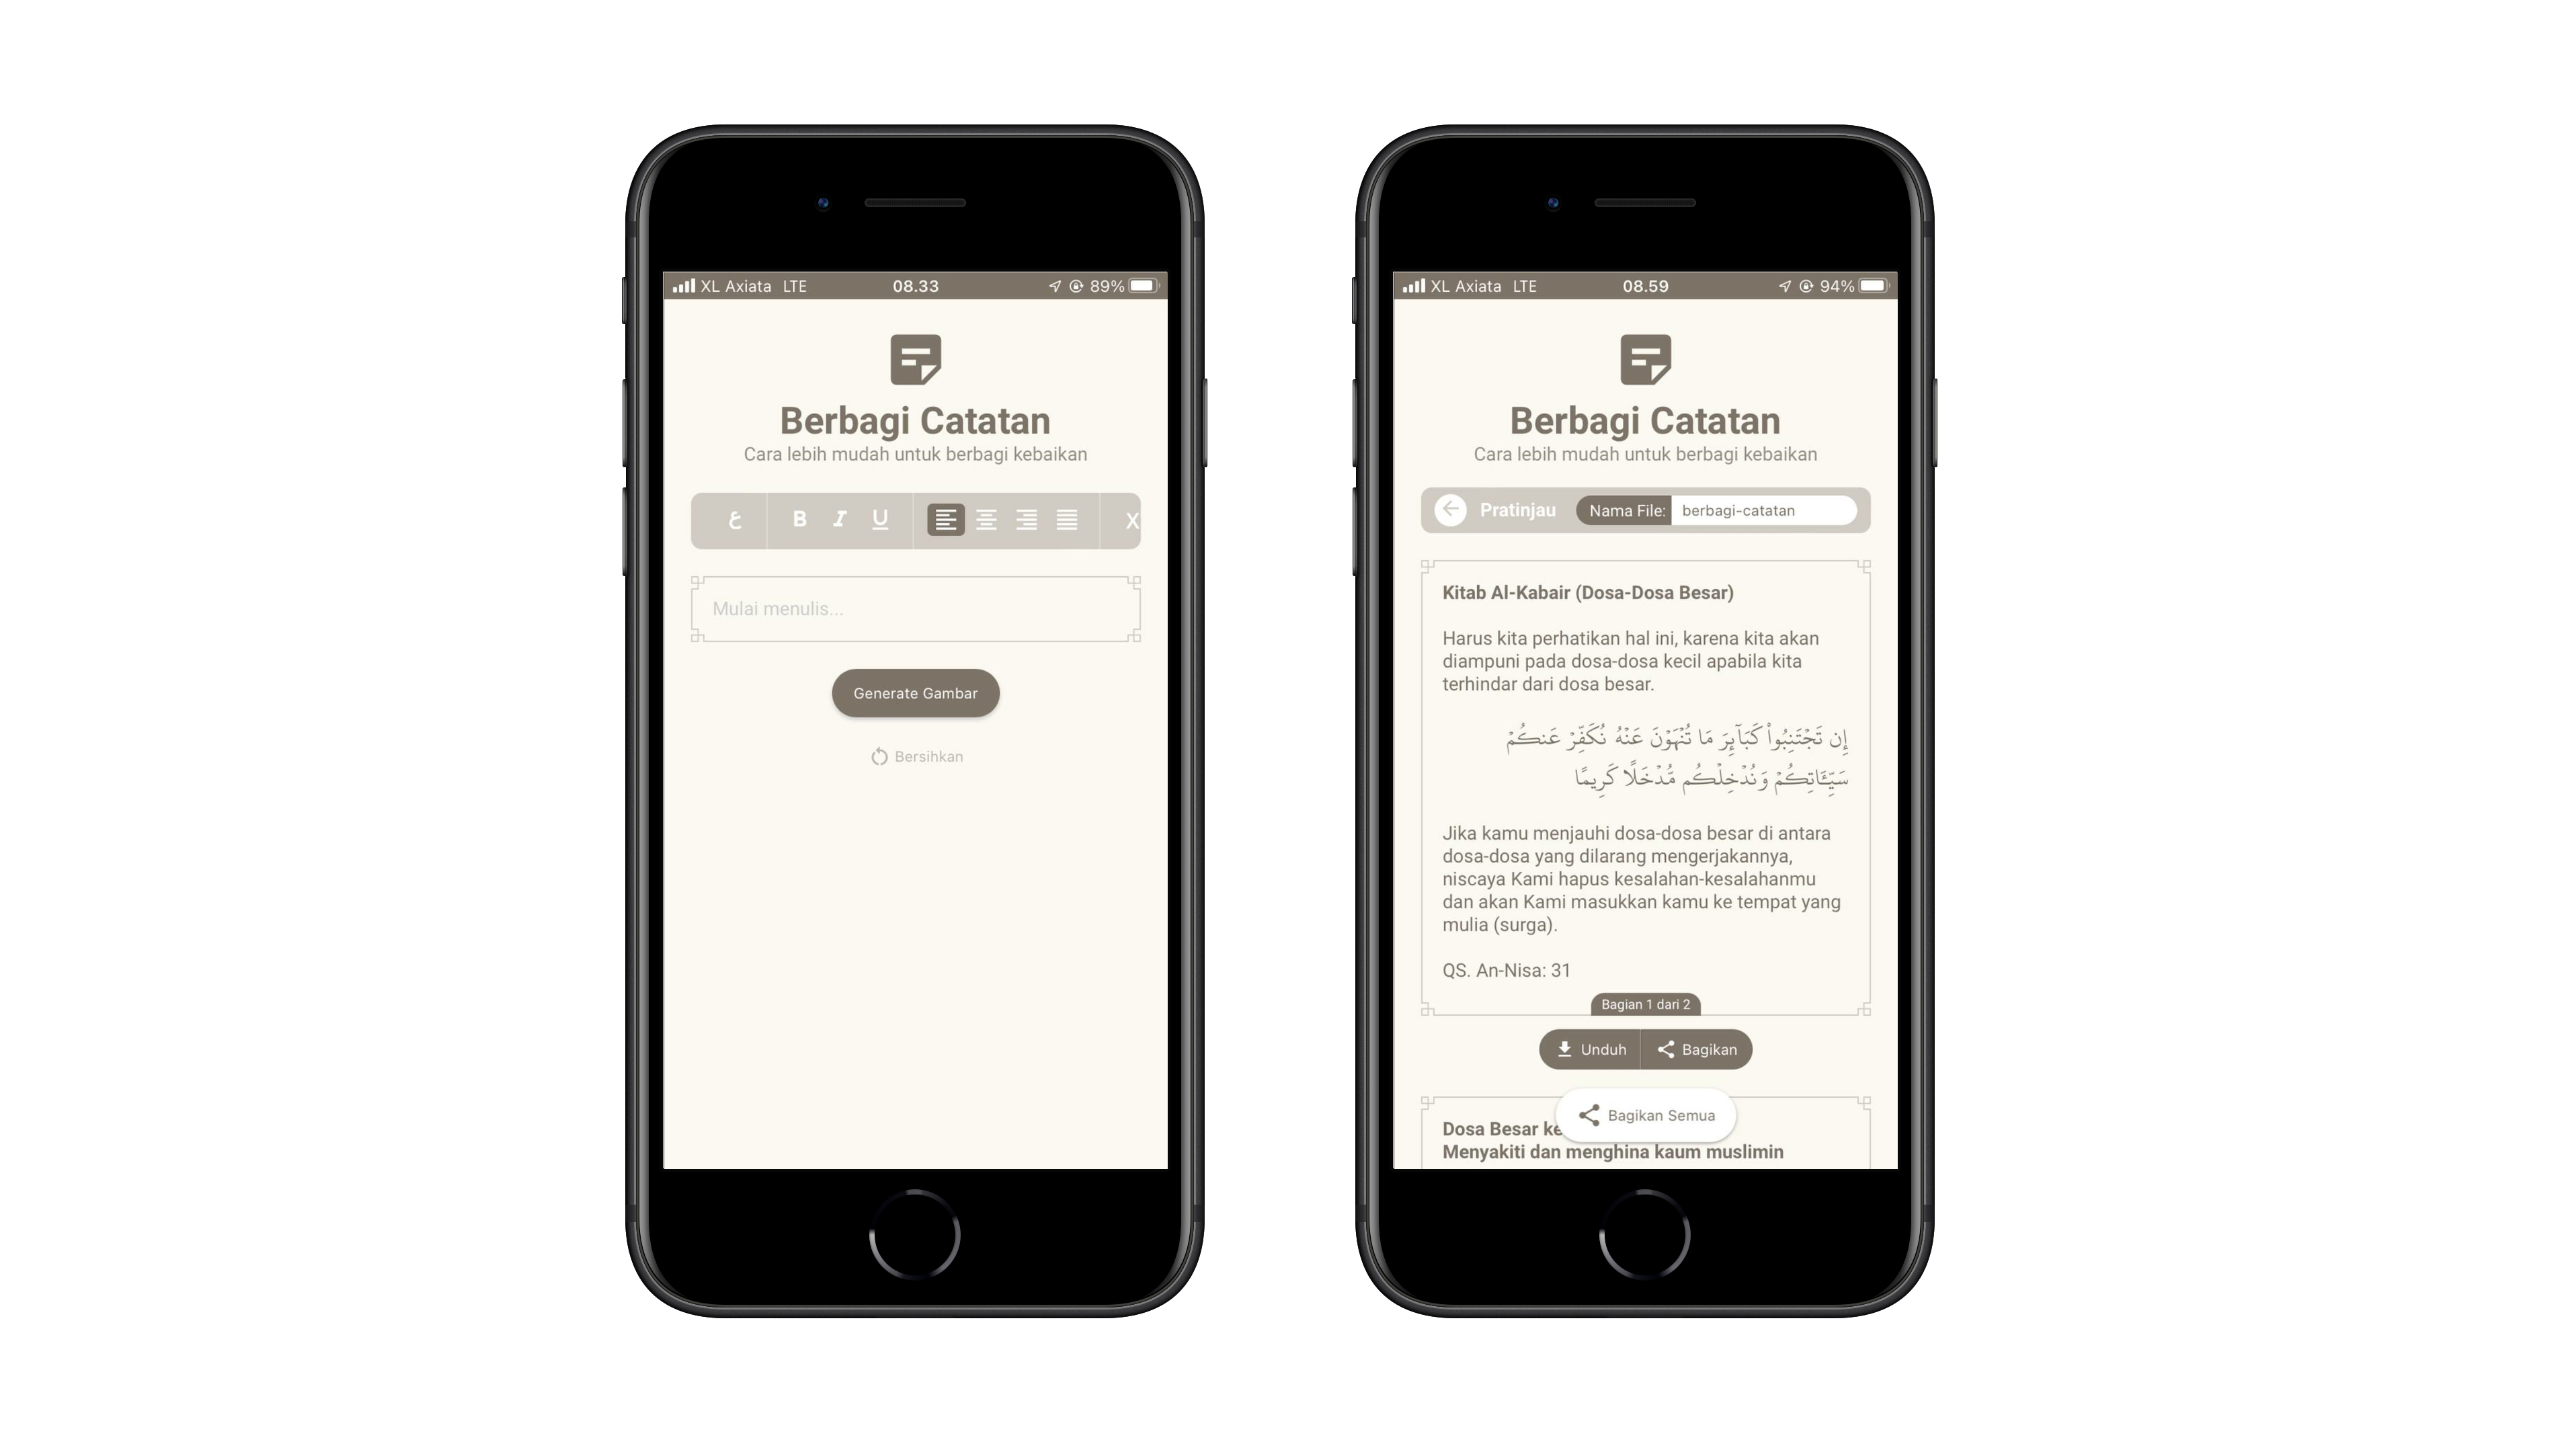 XL Axiata LTE 08.33 89%
Berbagi Catatan
Cara lebih mudah untuk berbagi kebaikan
ع B I U X
Mulai menulis...
Generate Gambar
Bersihkan
XL Axiata LTE 08.59 94%
Berbagi Catatan
Cara lebih mudah untuk berbagi kebaikan
Pratinjau Nama File: berbagi-catatan
Kitab Al-Kabair (Dosa-Dosa Besar)
Harus kita perhatikan hal ini, karena kita akan
diampuni pada dosa-dosa kecil apabila kita
terhindar dari dosa besar.
إِن تَجْتَنِبُوا۟ كَبَآئِرَ مَا تُنْهَوْنَ عَنْهُ نُكَفِّرْ عَنكُمْ
سَيِّـَٔاتِكُمْ وَنُدْخِلْكُم مُّدْخَلًا كَرِيمًا
Jika kamu menjauhi dosa-dosa besar di antara
dosa-dosa yang dilarang mengerjakannya,
niscaya Kami hapus kesalahan-kesalahanmu
dan akan Kami masukkan kamu ke tempat yang
mulia (surga).
QS. An-Nisa: 31
Bagian 1 dari 2
Unduh Bagikan
Bagikan Semua
Dosa Besar ke
Menyakiti dan menghina kaum muslimin